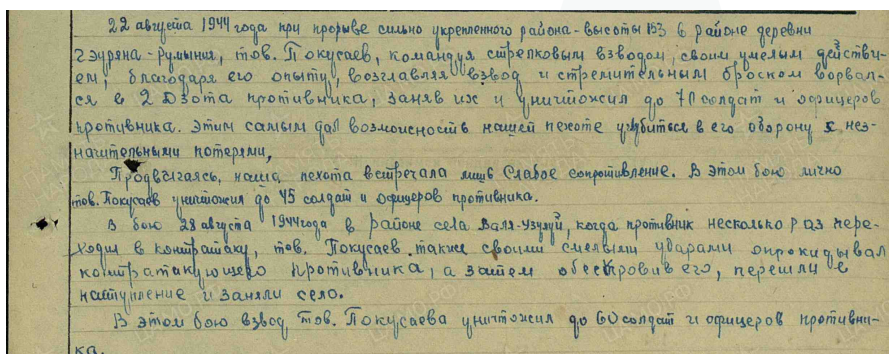 22 августа 1944 года при прорыве сильно укрепленного района - высоты 153 в районе деревни
Гэуряна - Румыния, тов. Покусаев, командуя стрелковым взводом, своим умелым действи-
ем, благодаря его опыту, возглавляя взвод и стремительным броском ворвал-
ся в 2 Дзота противника, заняв их и уничтожил до 70 солдат и офицеров
противника. Этим самым дал возможность нашей пехоте углубиться в его оборону с нез-
начительными потерями,
Продвигаясь, наша пехота встречала лишь слабое сопротивление. В этом бою лично
тов. Покусаев уничтожил до 45 солдат и офицеров противника.
В бою 28 августа 1944 года в районе села Валя-Узулуй, когда противник несколько раз пере-
ходил в контратаку, тов. Покусаев также своими смелыми ударами опрокидывал
контратакующего противника, а затем обескровив его, перешли в
наступление и заняли село.
В этом бою взвод тов. Покусаева уничтожил до 60 солдат и офицеров противни-
ка.